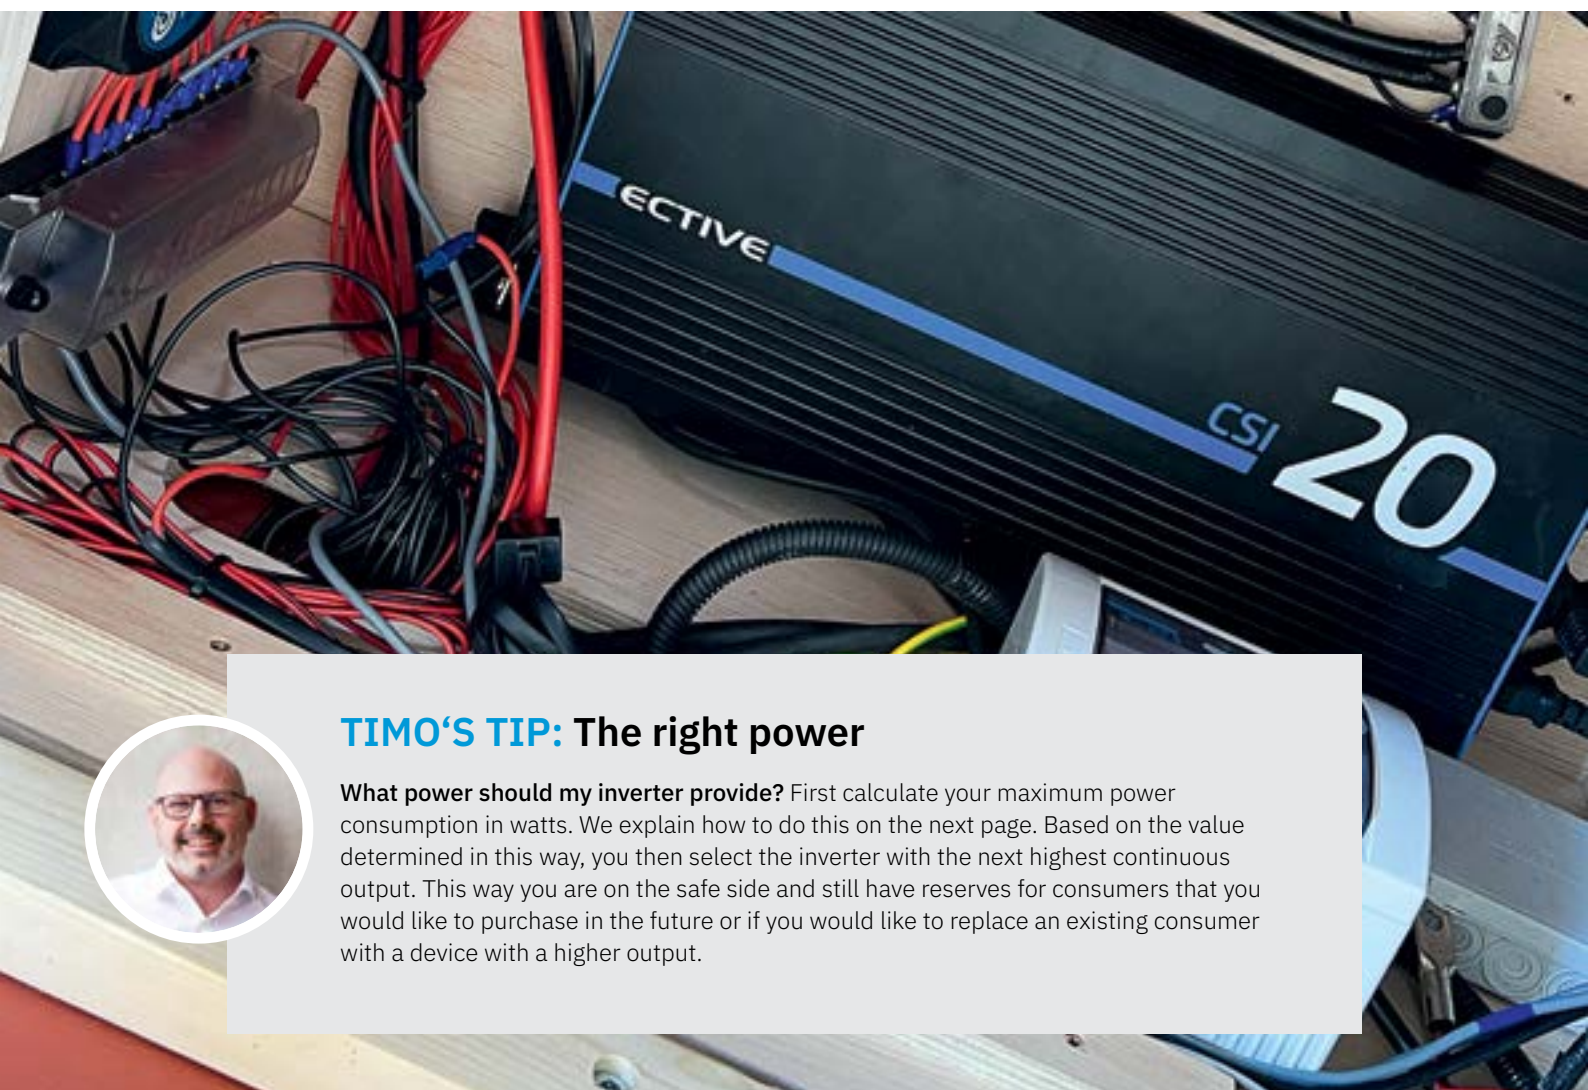 ECTIVE
CSI
20
TIMO‘S TIP: The right power
What power should my inverter provide? First calculate your maximum power
consumption in watts. We explain how to do this on the next page. Based on the value
determined in this way, you then select the inverter with the next highest continuous
output. This way you are on the safe side and still have reserves for consumers that you
would like to purchase in the future or if you would like to replace an existing consumer
with a device with a higher output.